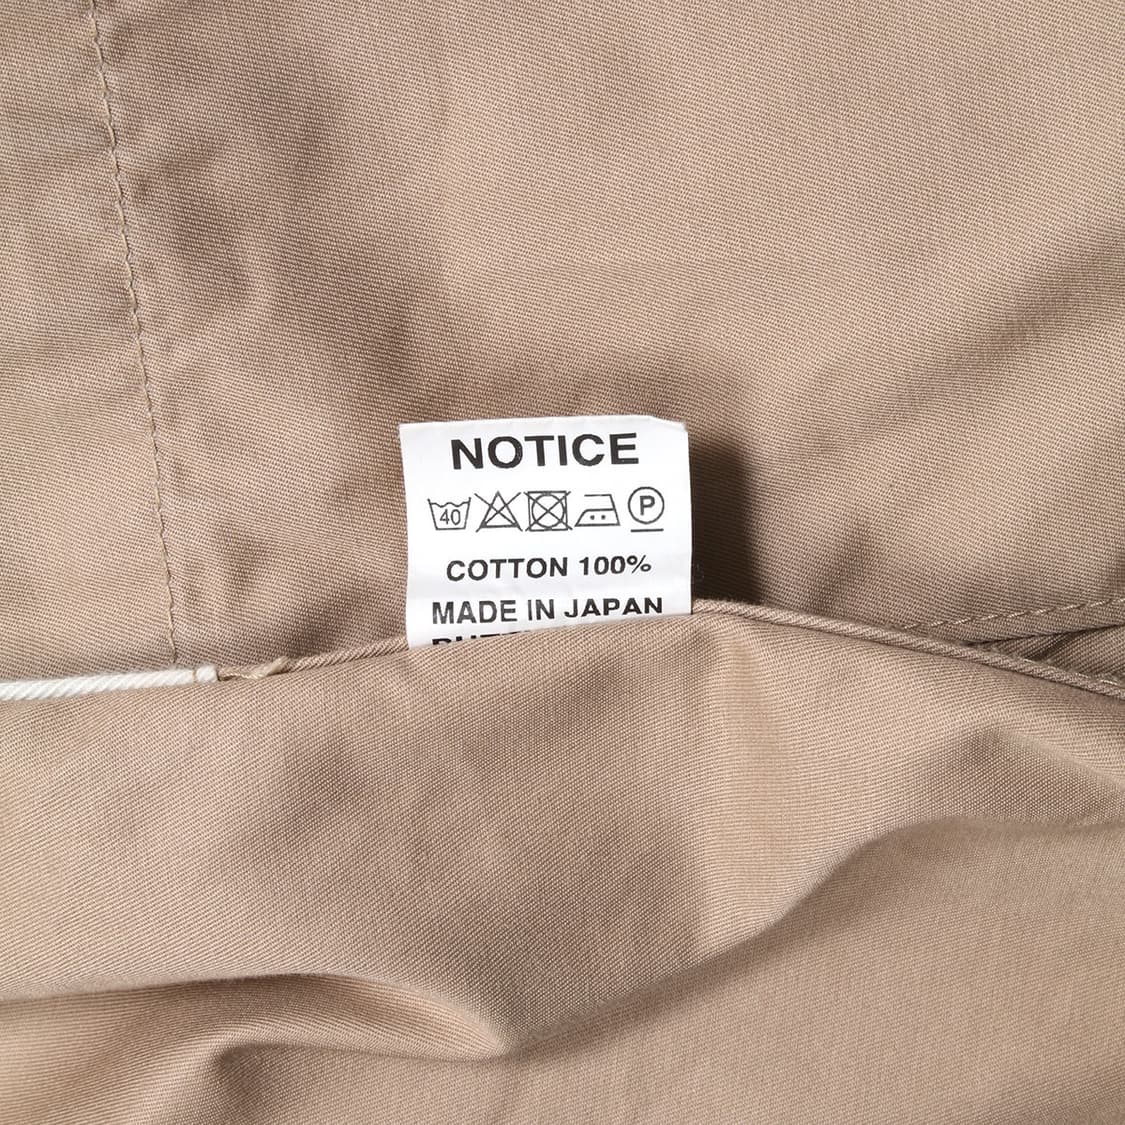 NOTICE
40 P
COTTON 100%
MADE IN JAPAN